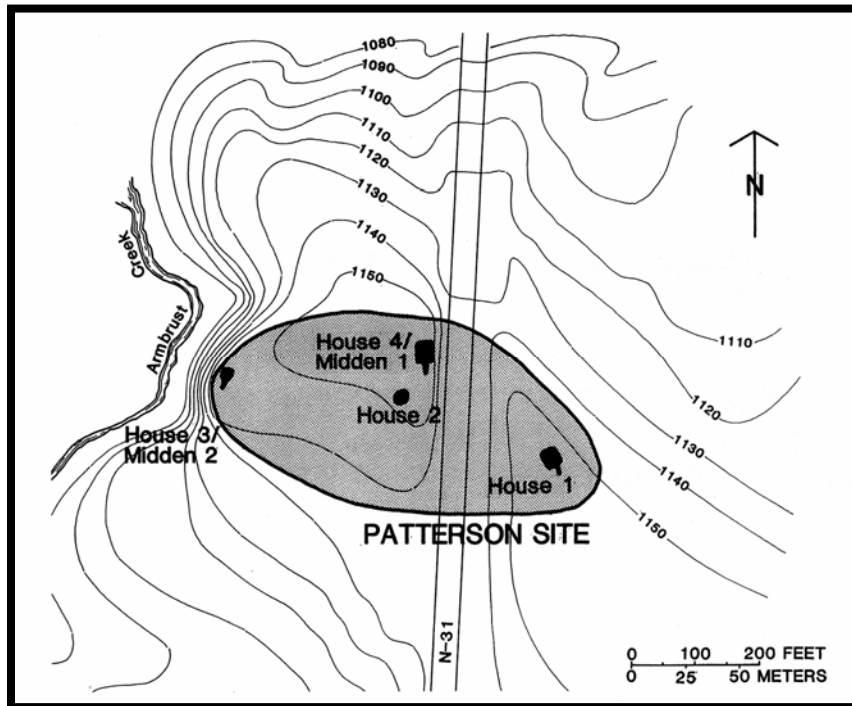 1080
1090
1100
1110
1120
1130
1140
1150
N
Creek
Armbrust
House 4/
Midden 1
House 2
House 3/
Midden 2
House 1
PATTERSON SITE
1110
1120
1130
1140
1150
N-31
0 100 200 FEET
0 25 50 METERS